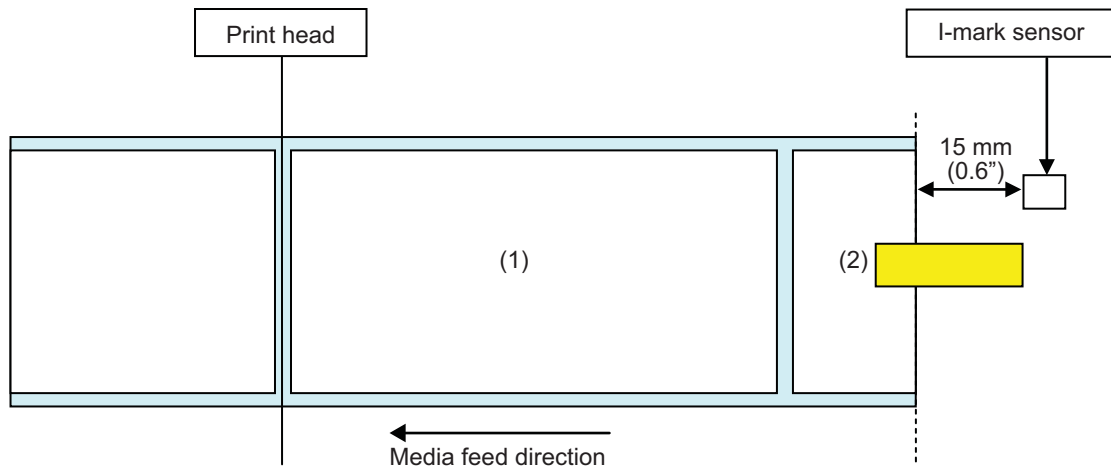 Print head
I-mark sensor
15 mm
(0.6”)
(1)
(2)
Media feed direction